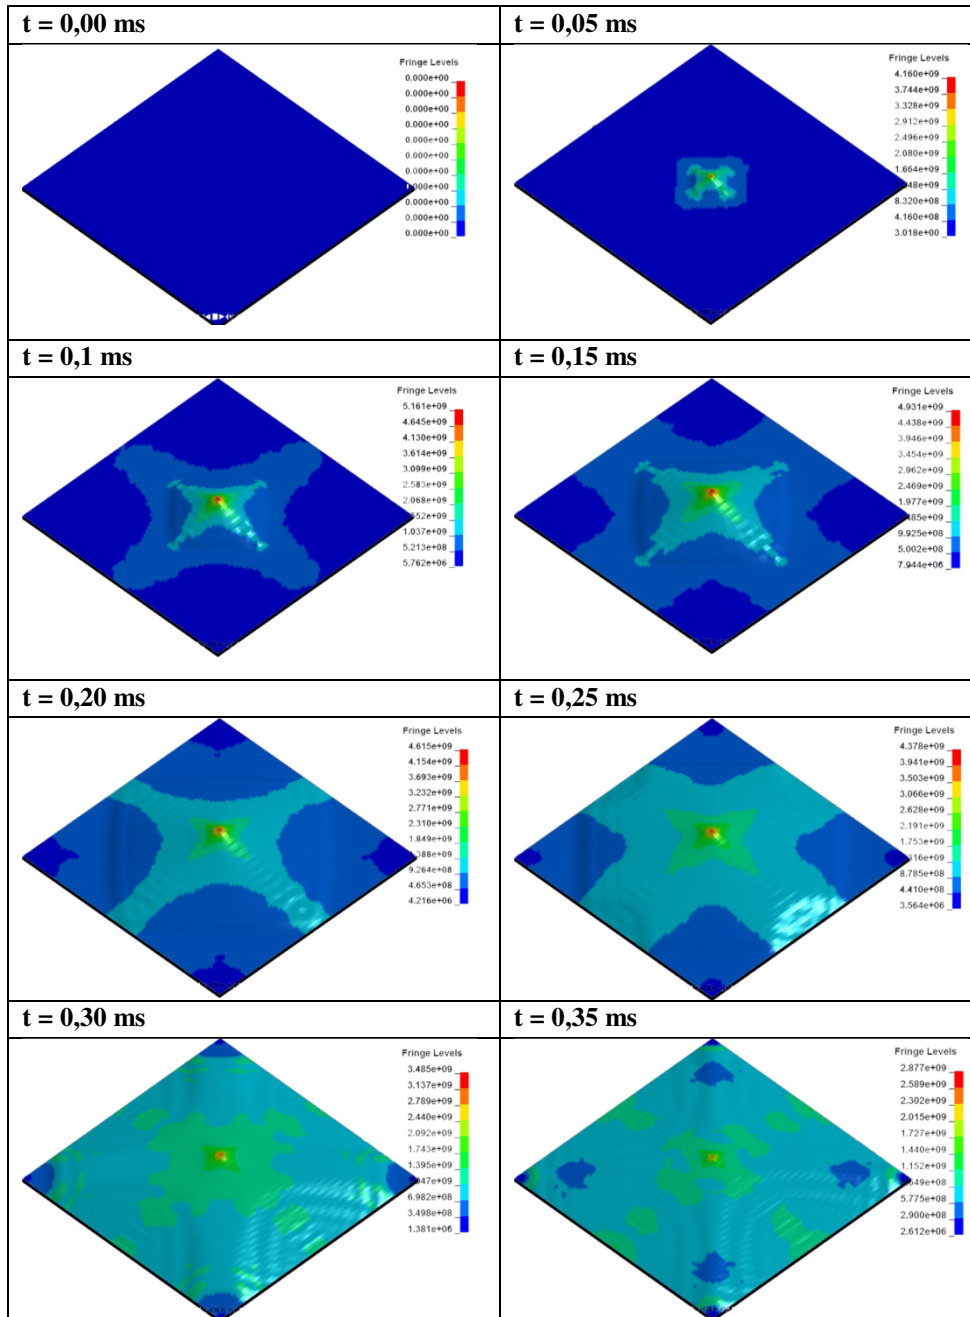 t = 0,00 ms
Fringe Levels
0.000e+00
0.000e+00
0.000e+00
0.000e+00
0.000e+00
0.000e+00
0.000e+00
0.000e+00
0.000e+00
0.000e+00
t = 0,05 ms
Fringe Levels
4.160e+09
3.744e+09
3.328e+09
2.912e+09
2.496e+09
2.080e+09
1.664e+09
8.320e+08
4.160e+08
3.018e+00
t = 0,1 ms
Fringe Levels
5.161e+09
4.645e+09
4.130e+09
3.614e+09
3.099e+09
2.583e+09
2.068e+09
1.037e+09
5.213e+08
5.762e+06
t = 0,15 ms
Fringe Levels
4.931e+09
4.438e+09
3.946e+09
3.454e+09
2.962e+09
2.469e+09
1.977e+09
9.925e+08
5.002e+08
7.944e+06
t = 0,20 ms
Fringe Levels
4.615e+09
4.154e+09
3.693e+09
3.232e+09
2.771e+09
2.310e+09
1.849e+09
9.264e+08
4.653e+08
4.216e+06
t = 0,25 ms
Fringe Levels
4.378e+09
3.941e+09
3.503e+09
3.066e+09
2.628e+09
2.191e+09
1.753e+09
8.785e+08
4.410e+08
3.564e+06
t = 0,30 ms
Fringe Levels
3.485e+09
3.137e+09
2.789e+09
2.440e+09
2.092e+09
1.743e+09
1.395e+09
6.982e+08
3.498e+08
1.381e+06
t = 0,35 ms
Fringe Levels
2.877e+09
2.589e+09
2.302e+09
2.015e+09
1.727e+09
1.440e+09
1.152e+09
5.775e+08
2.900e+08
2.612e+06